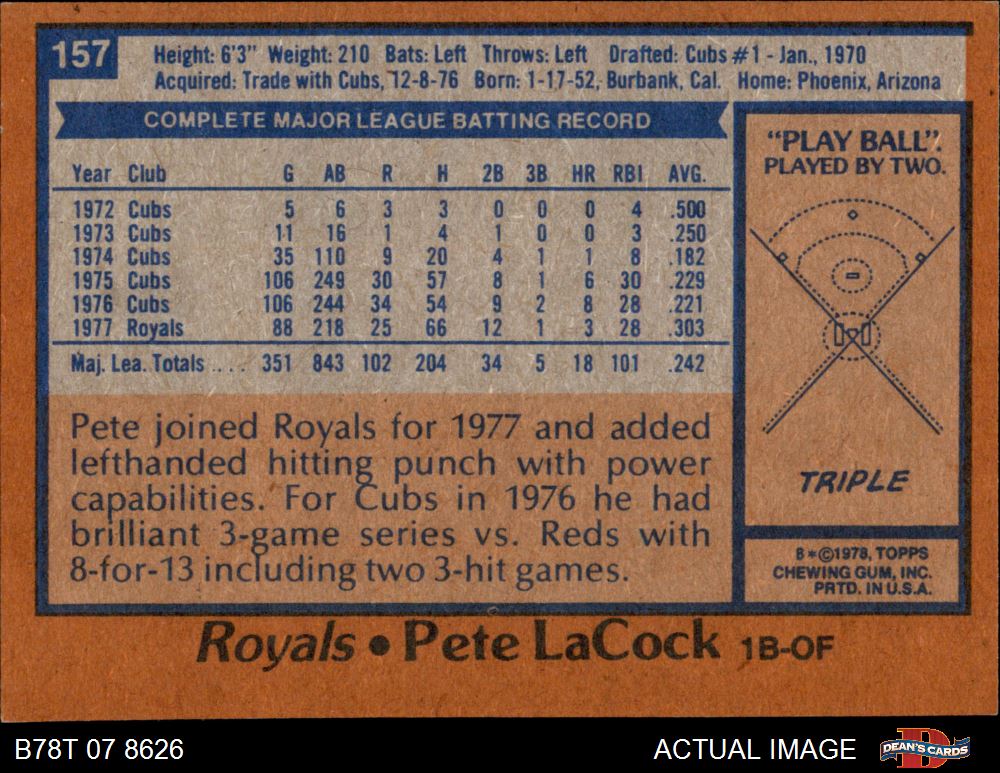 157
Height: 6'3" Weight: 210 Bats: Left Throws: Left Drafted: Cubs #1 - Jan., 1970
Acquired: Trade with Cubs, 12-8-76 Born: 1-17-52, Burbank, Cal. Home: Phoenix, Arizona
COMPLETE MAJOR LEAGUE BATTING RECORD
Year Club G AB R H 2B 3B HR RBI AVG.
1972 Cubs 5 6 3 3 0 0 0 4 .500
1973 Cubs 11 16 1 4 1 0 0 3 .250
1974 Cubs 35 110 9 20 4 1 1 8 .182
1975 Cubs 106 249 30 57 8 1 6 30 .229
1976 Cubs 106 244 34 54 9 2 8 28 .221
1977 Royals 88 218 25 66 12 1 3 28 .303
Maj. Lea. Totals .... 351 843 102 204 34 5 18 101 .242
Pete joined Royals for 1977 and added
lefthanded hitting punch with power
capabilities. For Cubs in 1976 he had
brilliant 3-game series vs. Reds with
8-for-13 including two 3-hit games.
"PLAY BALL".
PLAYED BY TWO.
TRIPLE
B*©1978, TOPPS
CHEWING GUM, INC.
PRTD. IN U.S.A.
Royals • Pete LaCock 1B-OF
B78T 07 8626
ACTUAL IMAGE
DEAN'S CARDS